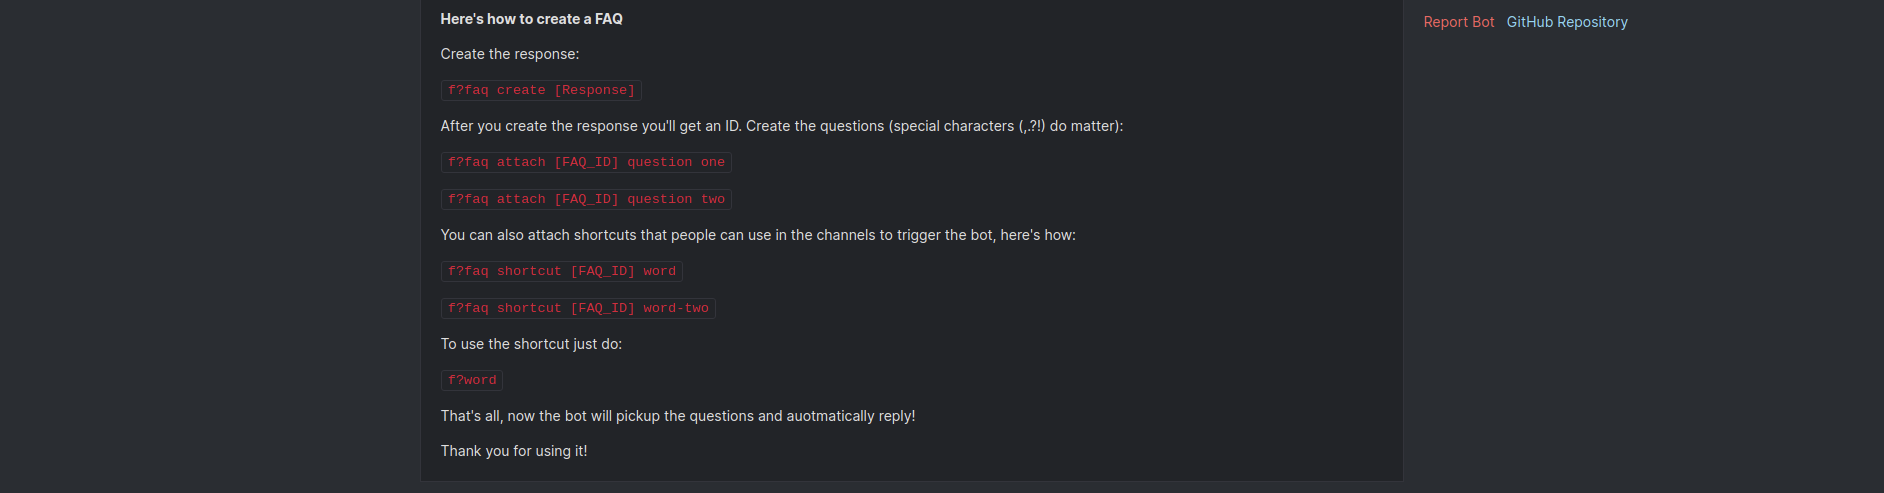 Here's how to create a FAQ
Report Bot GitHub Repository
Create the response:
f?faq create [Response]
After you create the response you'll get an ID. Create the questions (special characters (,.?!) do matter):
f?faq attach [FAQ_ID] question one
f?faq attach [FAQ_ID] question two
You can also attach shortcuts that people can use in the channels to trigger the bot, here's how:
f?faq shortcut [FAQ_ID] word
f?faq shortcut [FAQ_ID] word-two
To use the shortcut just do:
f?word
That's all, now the bot will pickup the questions and auotmatically reply!
Thank you for using it!